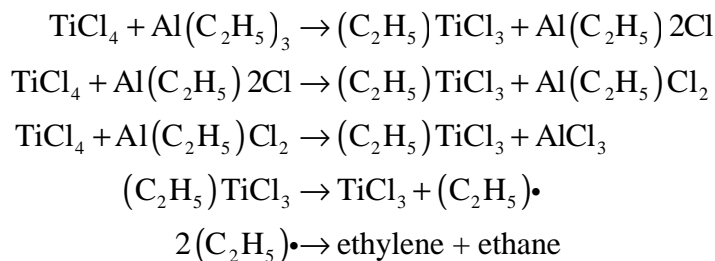 TiCl₄ + Al(C₂H₅)₃ → (C₂H₅)TiCl₃ + Al(C₂H₅)2Cl
TiCl₄ + Al(C₂H₅)2Cl → (C₂H₅)TiCl₃ + Al(C₂H₅)Cl₂
TiCl₄ + Al(C₂H₅)Cl₂ → (C₂H₅)TiCl₃ + AlCl₃
(C₂H₅)TiCl₃ → TiCl₃ + (C₂H₅)•
2(C₂H₅)•→ ethylene + ethane